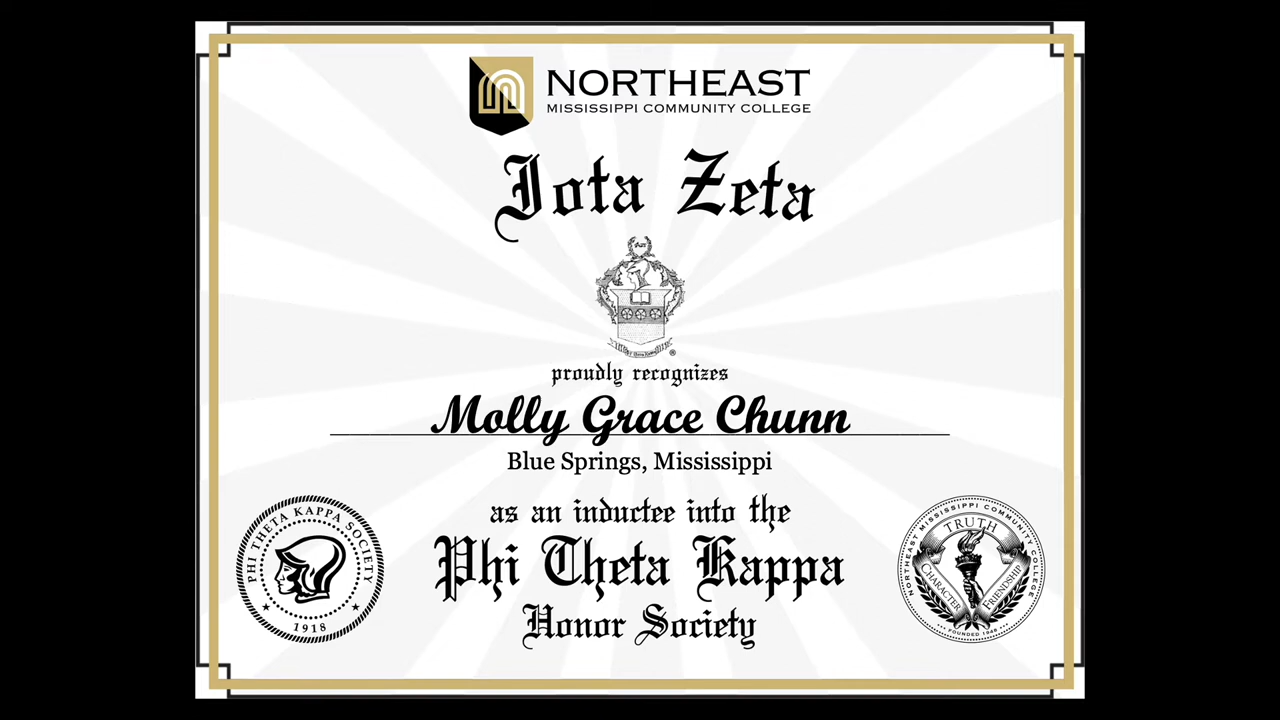 NORTHEAST
MISSISSIPPI COMMUNITY COLLEGE
Iota Zeta
proudly recognizes
Molly Grace Chunn
Blue Springs, Mississippi
as an inductee into the
Phi Theta Kappa
Honor Society
PHI THETA KAPPA SOCIETY
1918
NORTHEAST MISSISSIPPI COMMUNITY COLLEGE
TRUTH
CHARACTER
FRIENDSHIP
FOUNDED 1948
®